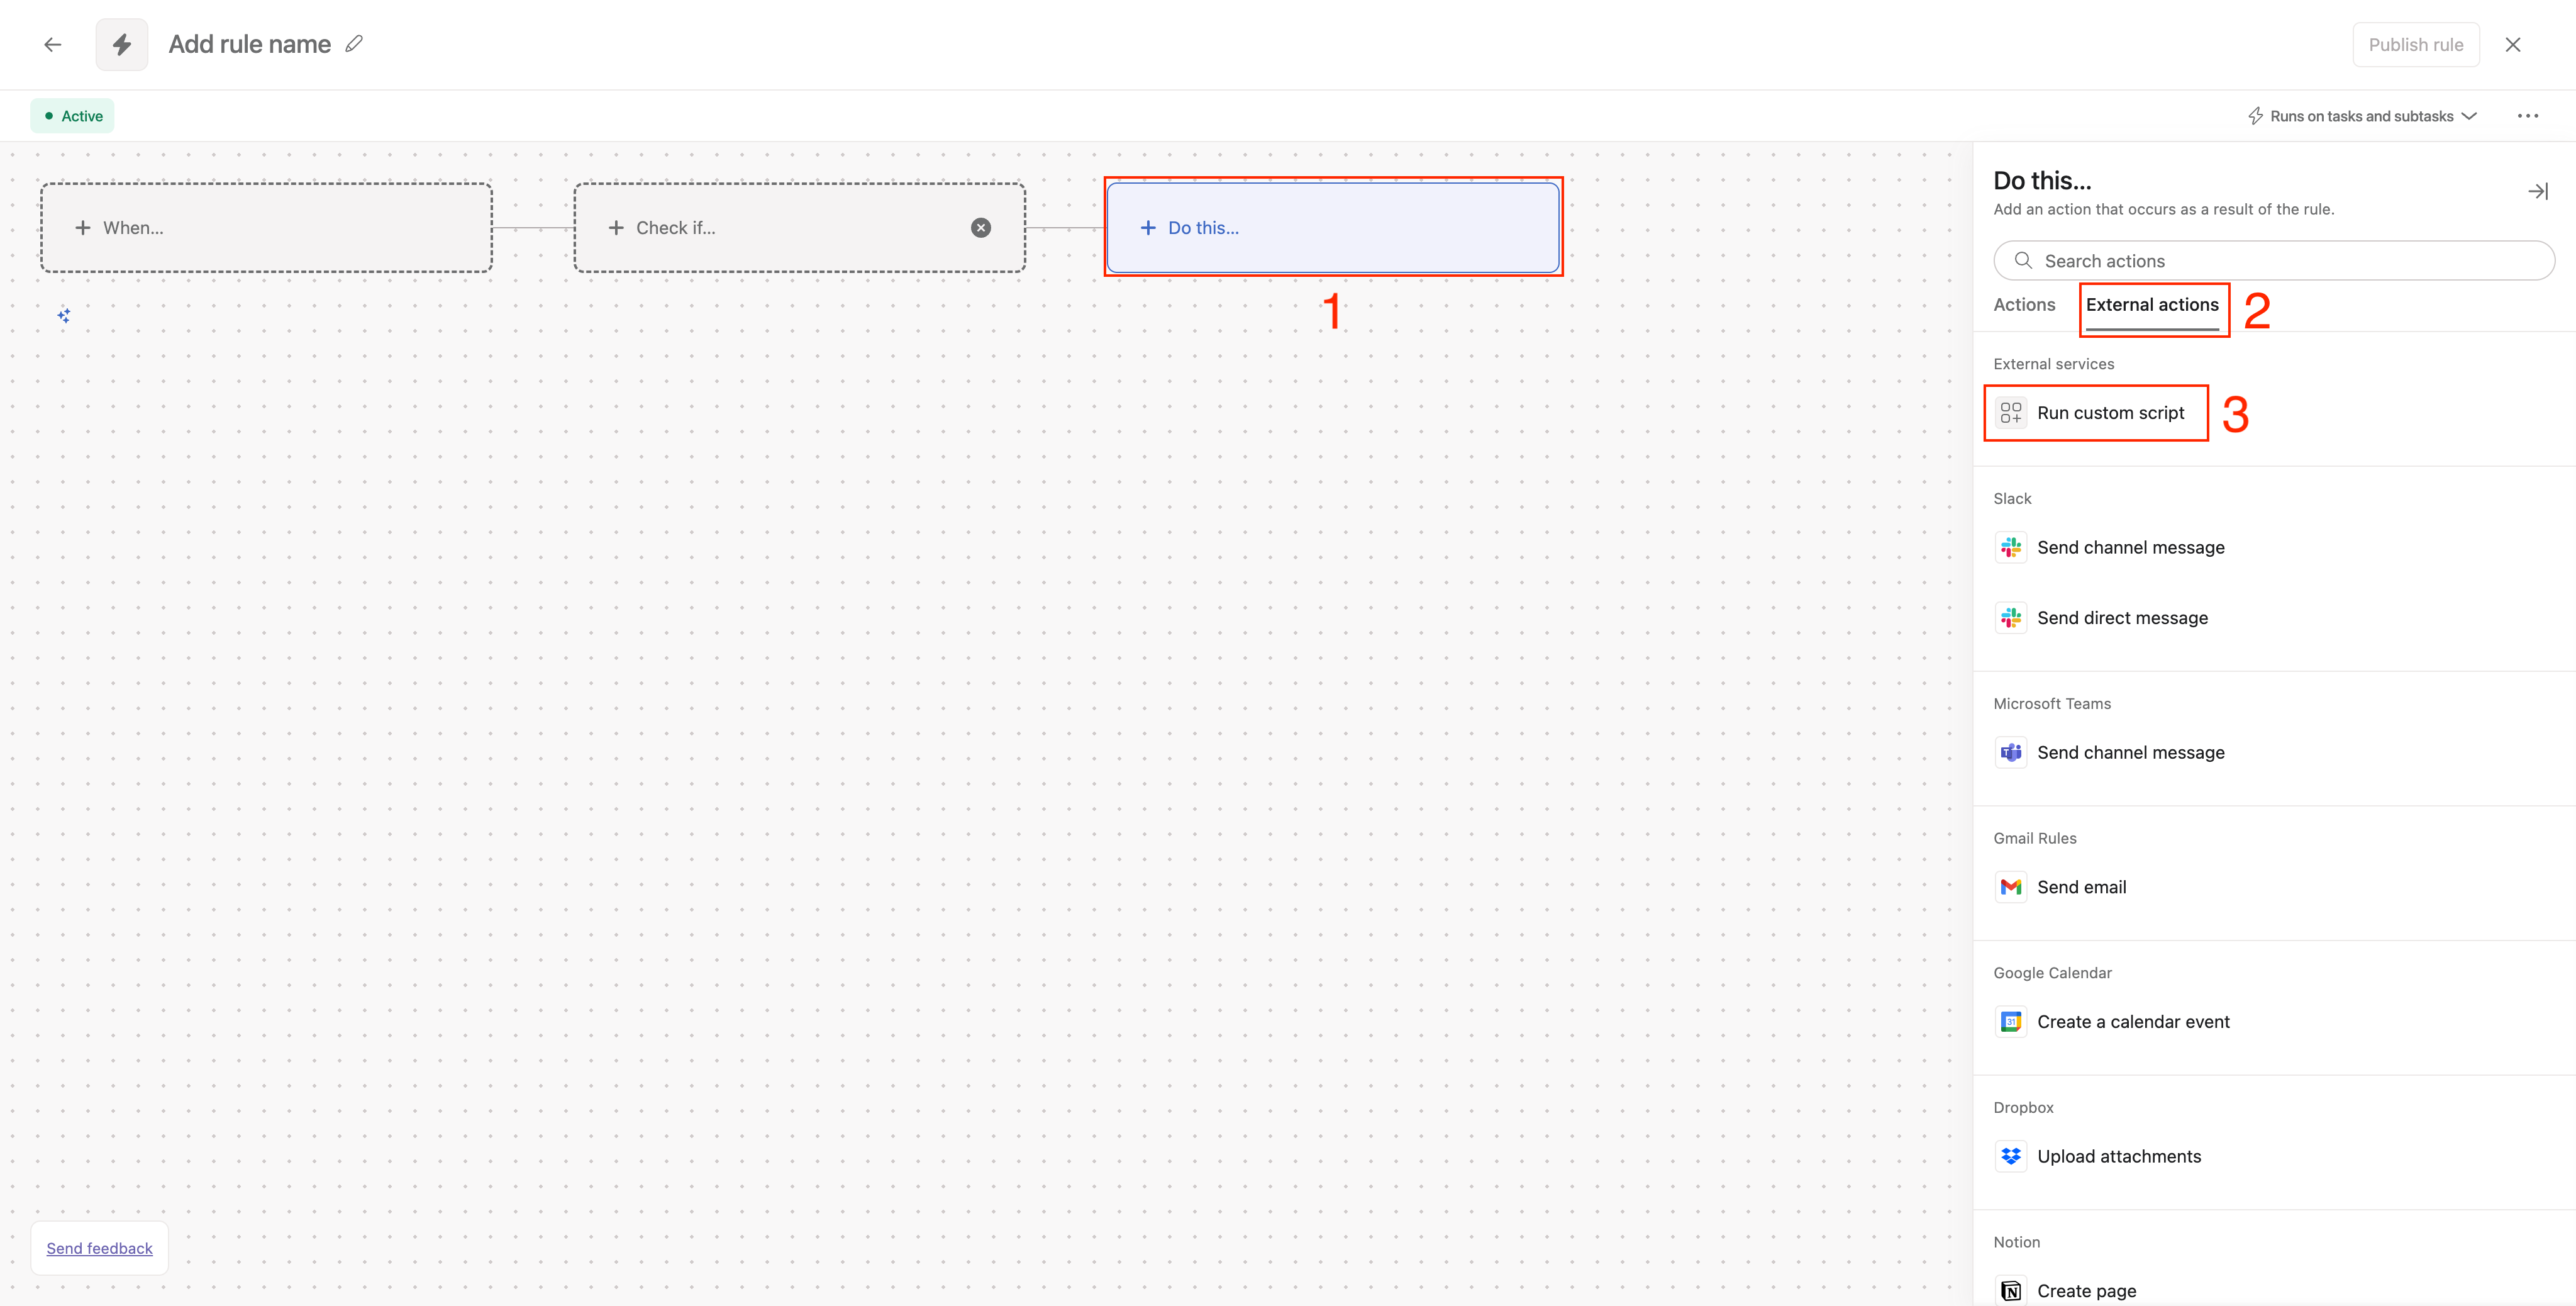 Add rule name
Publish rule
Active
Runs on tasks and subtasks
When...
Check if...
Do this...
1
Do this...
Add an action that occurs as a result of the rule.
Search actions
Actions
External actions
2
External services
Run custom script
3
Slack
Send channel message
Send direct message
Microsoft Teams
Send channel message
Gmail Rules
Send email
Google Calendar
31
Create a calendar event
Dropbox
Upload attachments
Notion
Create page
Send feedback